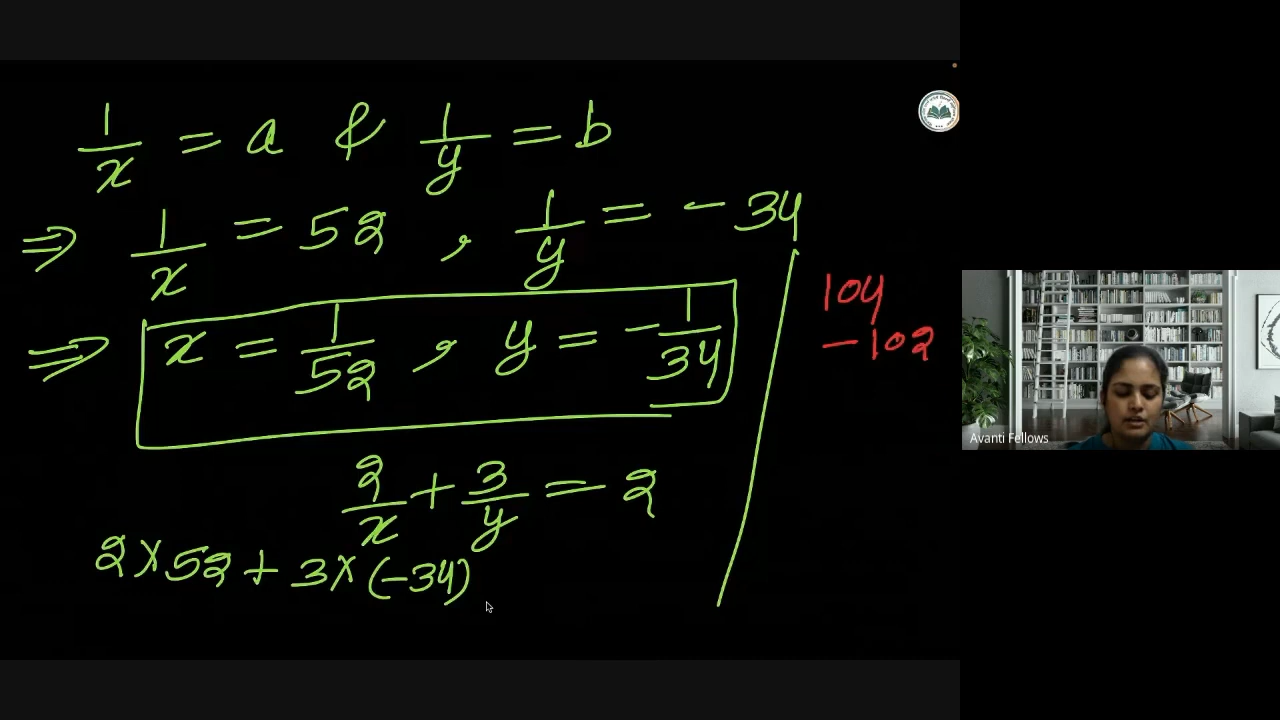 1/x = a & 1/y = b
⇒ 1/x = 52 , 1/y = - 34
⇒ x = 1/52 , y = -1/34
2/x + 3/y = 2
2 × 52 + 3 × (-34)
104
-102
Avanti Fellows